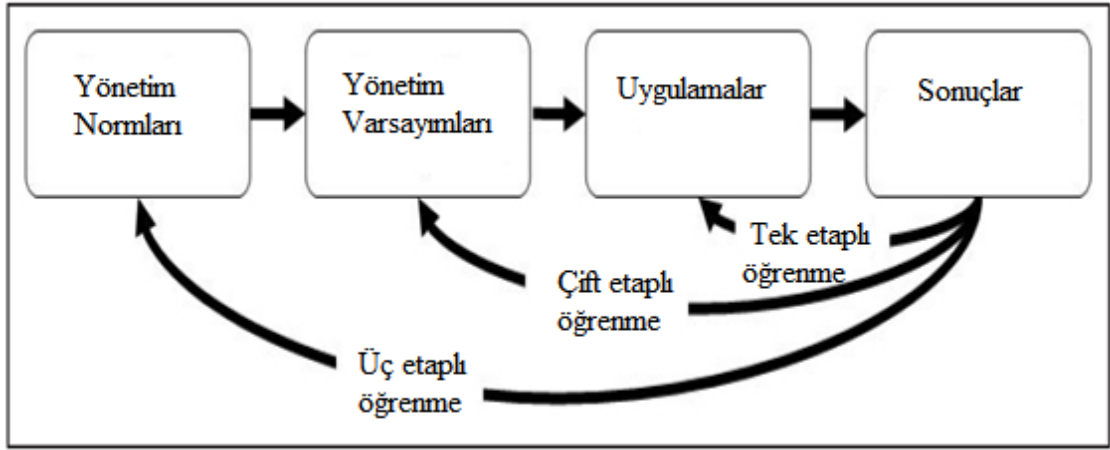 Yönetim
Normları
Yönetim
Varsayımları
Uygulamalar
Sonuçlar
Tek etaplı
öğrenme
Çift etaplı
öğrenme
Üç etaplı
öğrenme